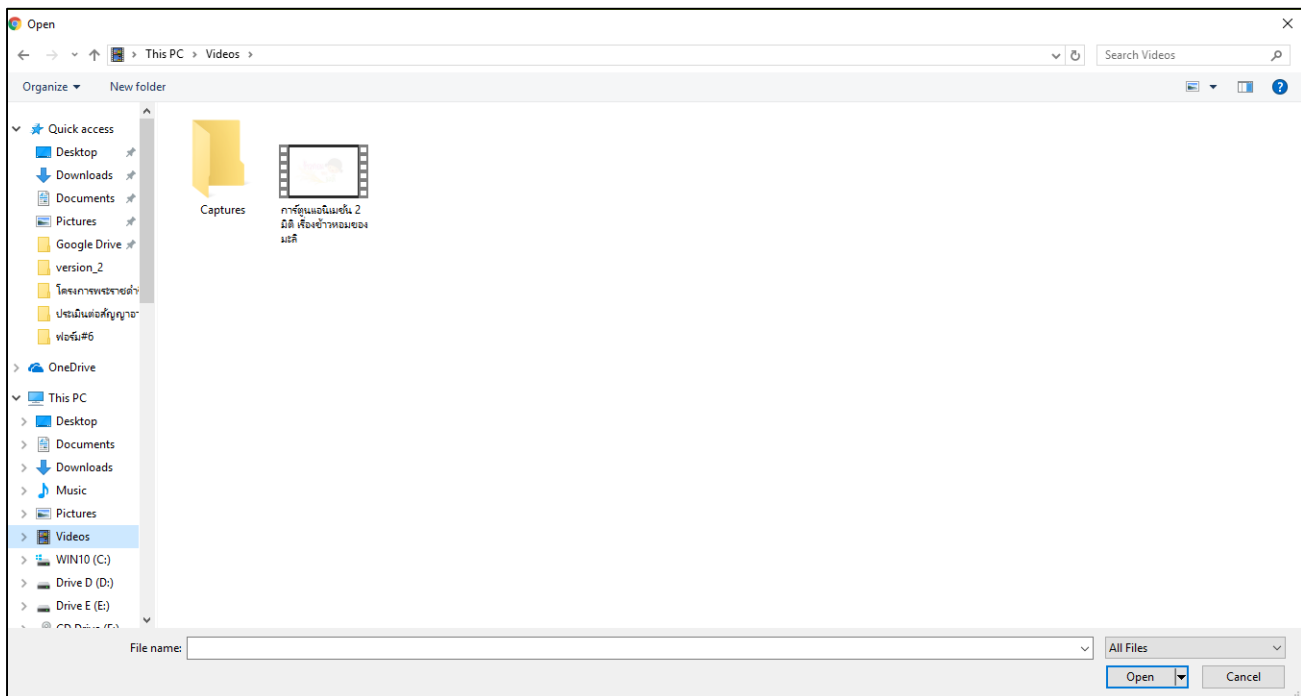 Open
This PC > Videos >
Search Videos
Organize
New folder
Quick access
Desktop
Downloads
Documents
Pictures
Google Drive
version_2
โครงการพระราชดำริ
ประเมินต่อสัญญา
ฟอร์ม#6
OneDrive
This PC
Desktop
Documents
Downloads
Music
Pictures
Videos
WIN10 (C:)
Drive D (D:)
Drive E (E:)
CD Drive (F:)
Captures
การ์ตูนแอนิเมชั่น 2
มิติ เรื่องข้าวหอมของ
มะลิ
File name:
All Files
Open
Cancel